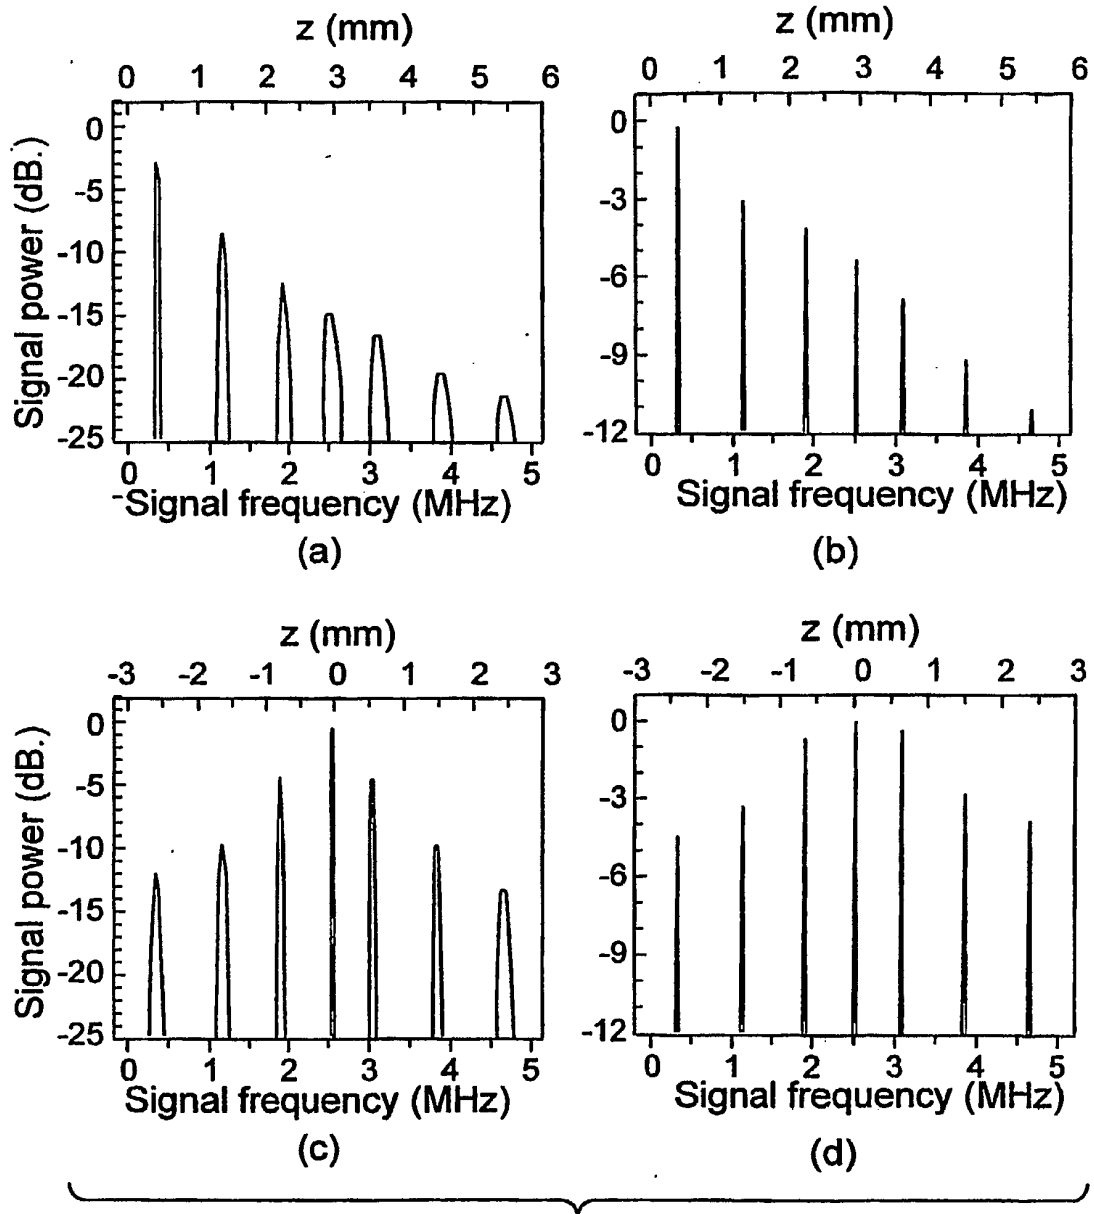 z (mm)
0 1 2 3 4 5 6
Signal power (dB.)
0
-5
-10
-15
-20
-25
0 1 2 3 4 5
Signal frequency (MHz)
(a)
z (mm)
0 1 2 3 4 5 6
0
-3
-6
-9
-12
0 1 2 3 4 5
Signal frequency (MHz)
(b)
z (mm)
-3 -2 -1 0 1 2 3
Signal power (dB.)
0
-5
-10
-15
-20
-25
0 1 2 3 4 5
Signal frequency (MHz)
(c)
z (mm)
-3 -2 -1 0 1 2 3
0
-3
-6
-9
-12
0 1 2 3 4 5
Signal frequency (MHz)
(d)